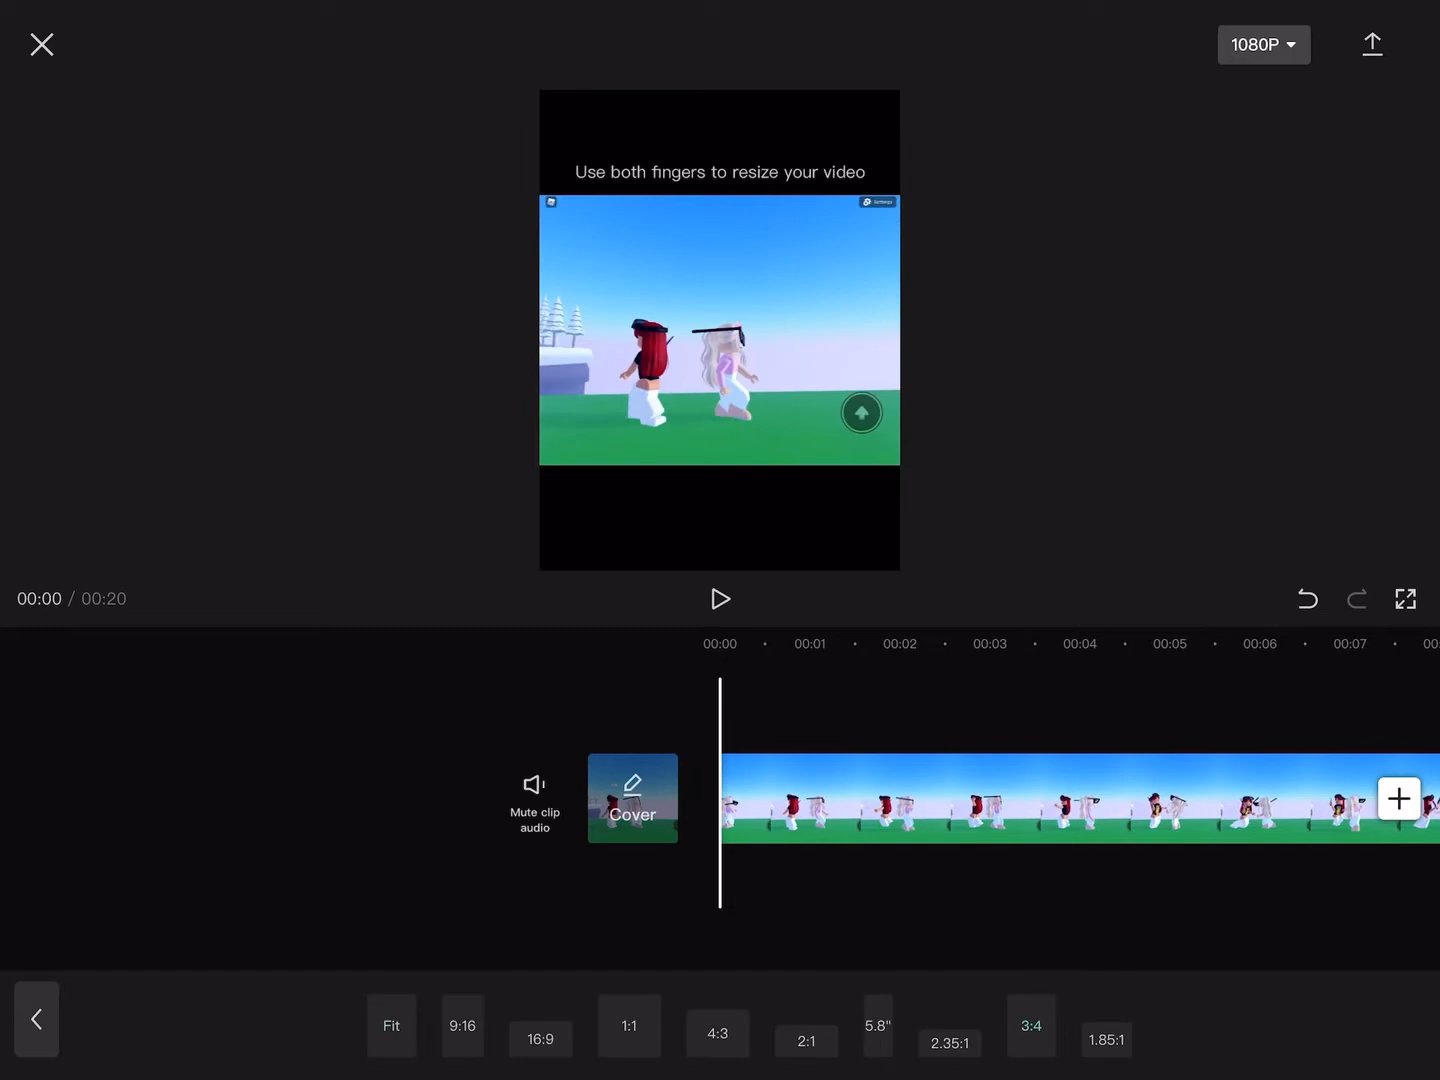 1080P
Use both fingers to resize your video
Settings
00:00 / 00:20
00:00 00:01 00:02 00:03 00:04 00:05 00:06 00:07 00:
Mute clip
audio
Cover
Fit 9:16 16:9 1:1 4:3 2:1 5.8" 2.35:1 3:4 1.85:1